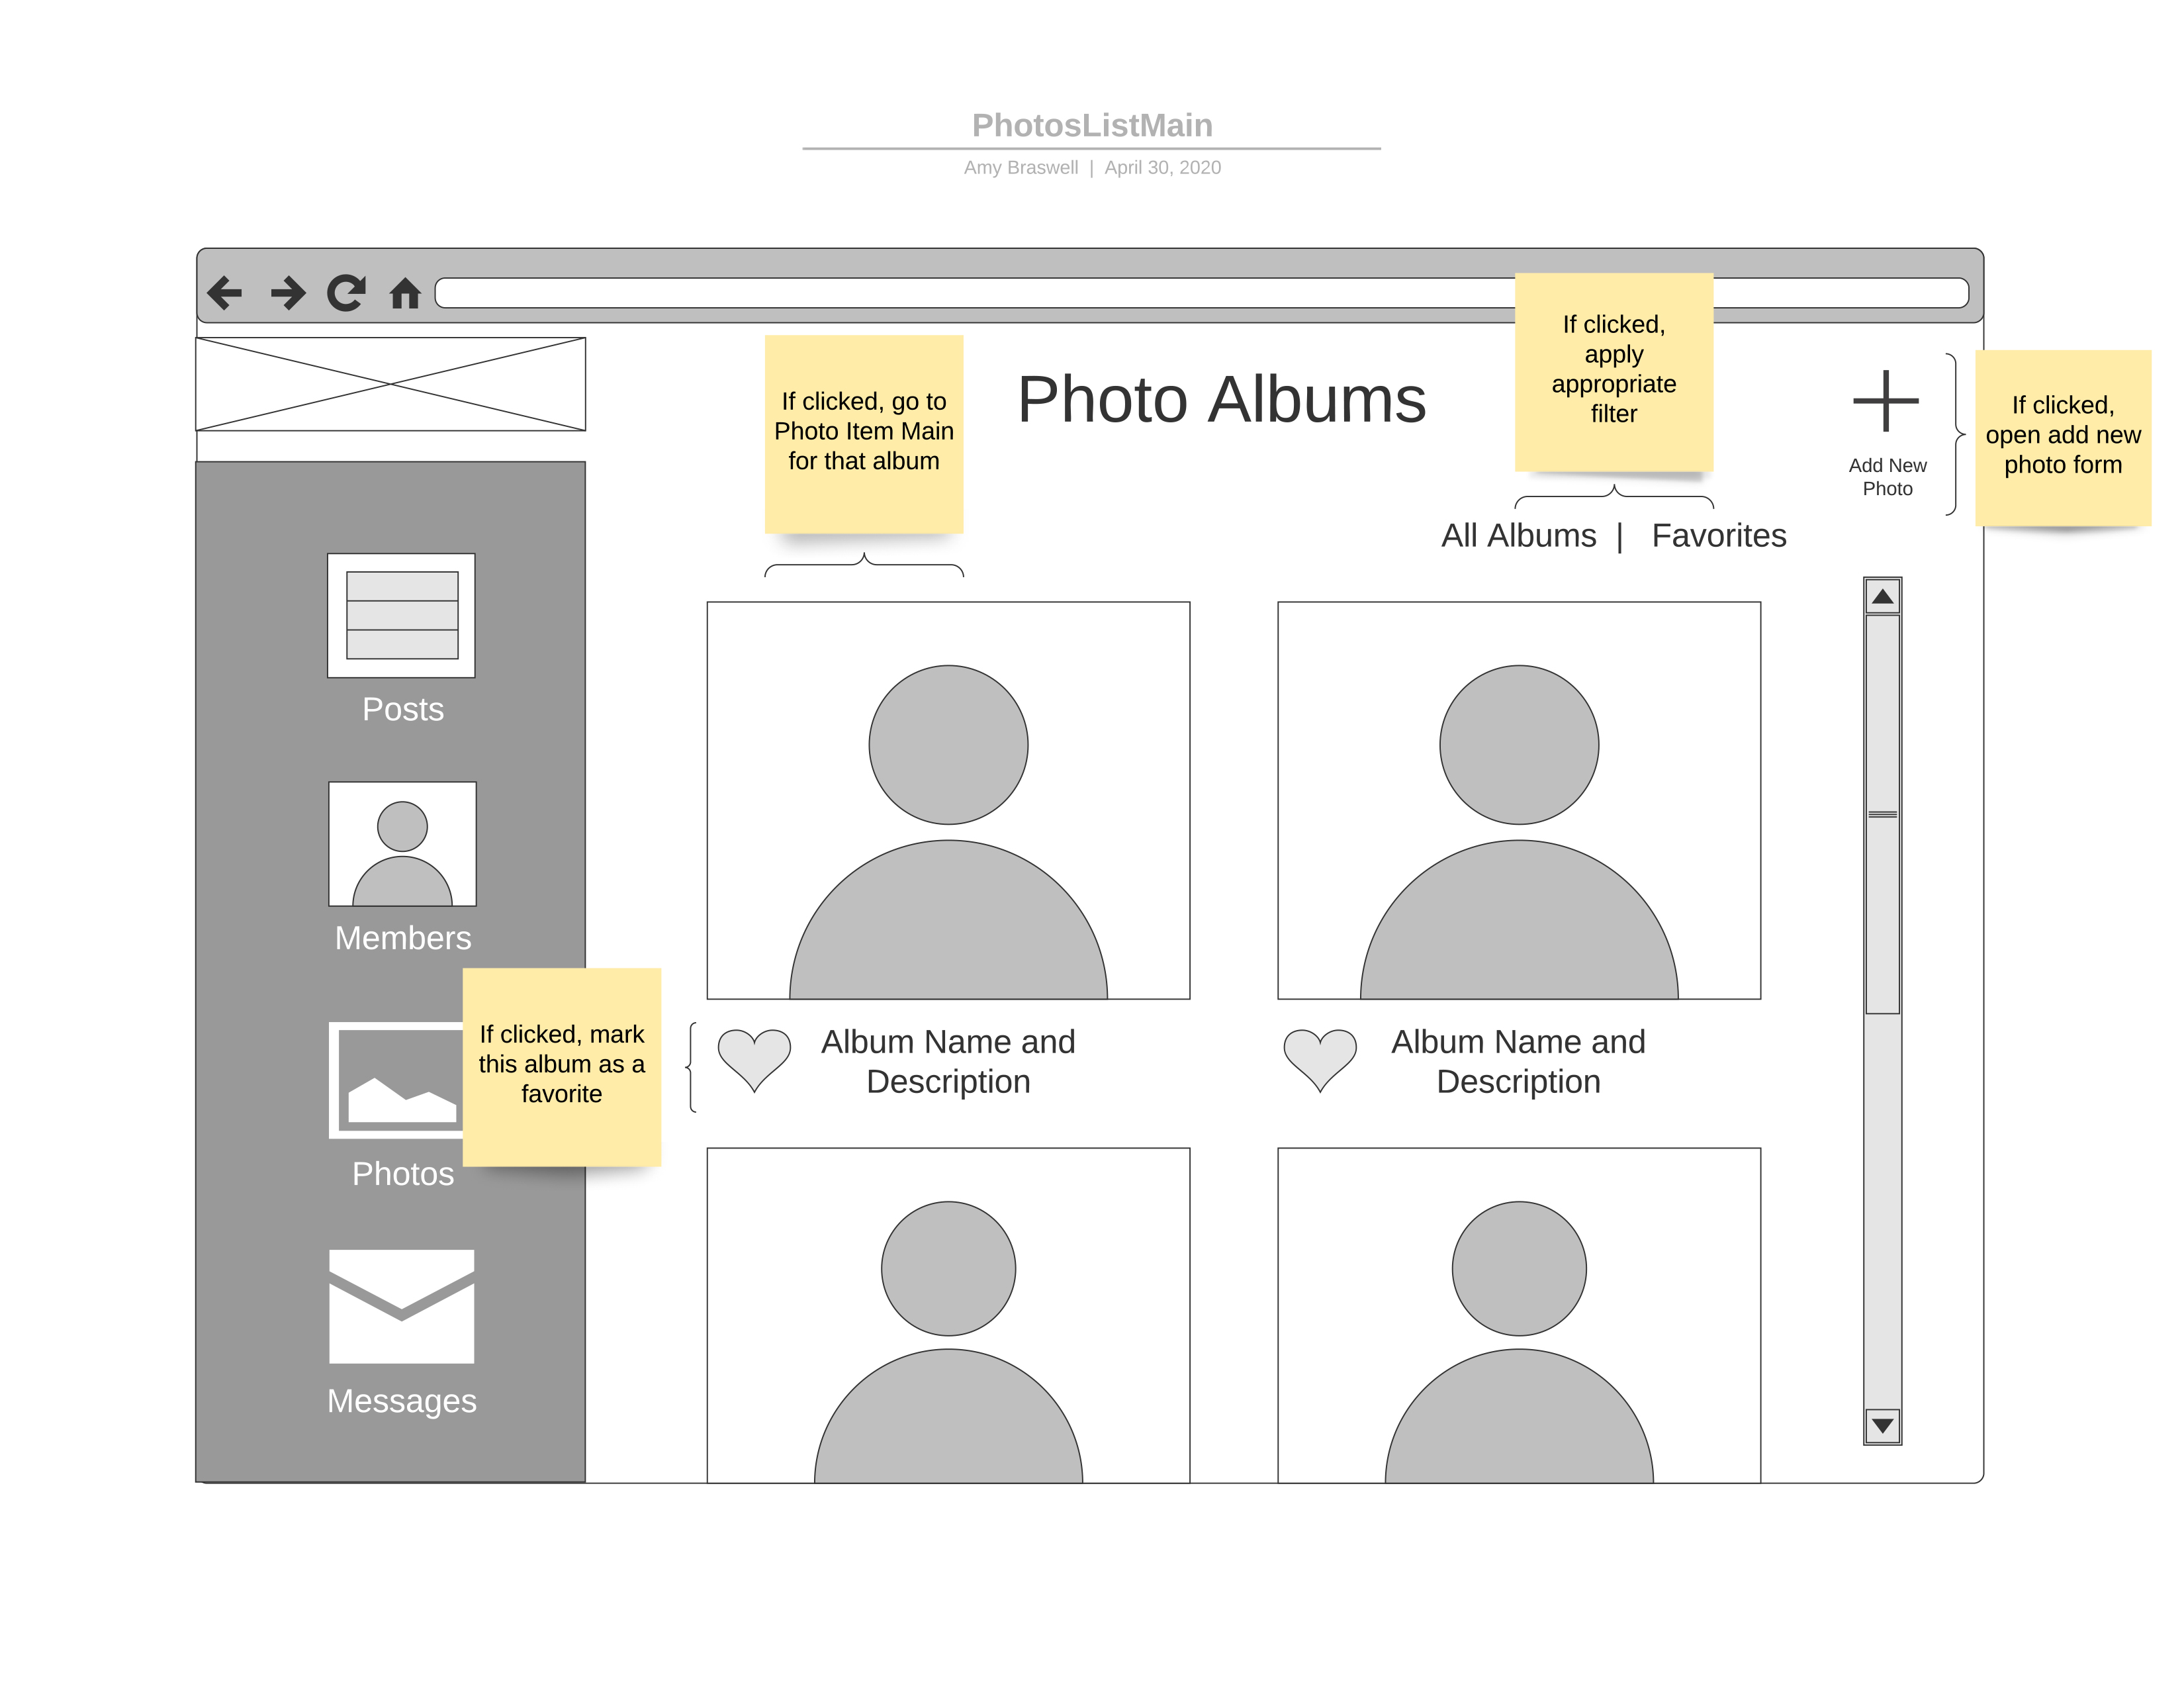 PhotosListMain
Amy Braswell | April 30, 2020
If clicked, go to
Photo Item Main
for that album
Photo Albums
If clicked,
apply
appropriate
filter
If clicked,
open add new
photo form
Add New
Photo
All Albums | Favorites
Posts
Members
Photos
Messages
If clicked, mark
this album as a
favorite
Album Name and
Description
Album Name and
Description